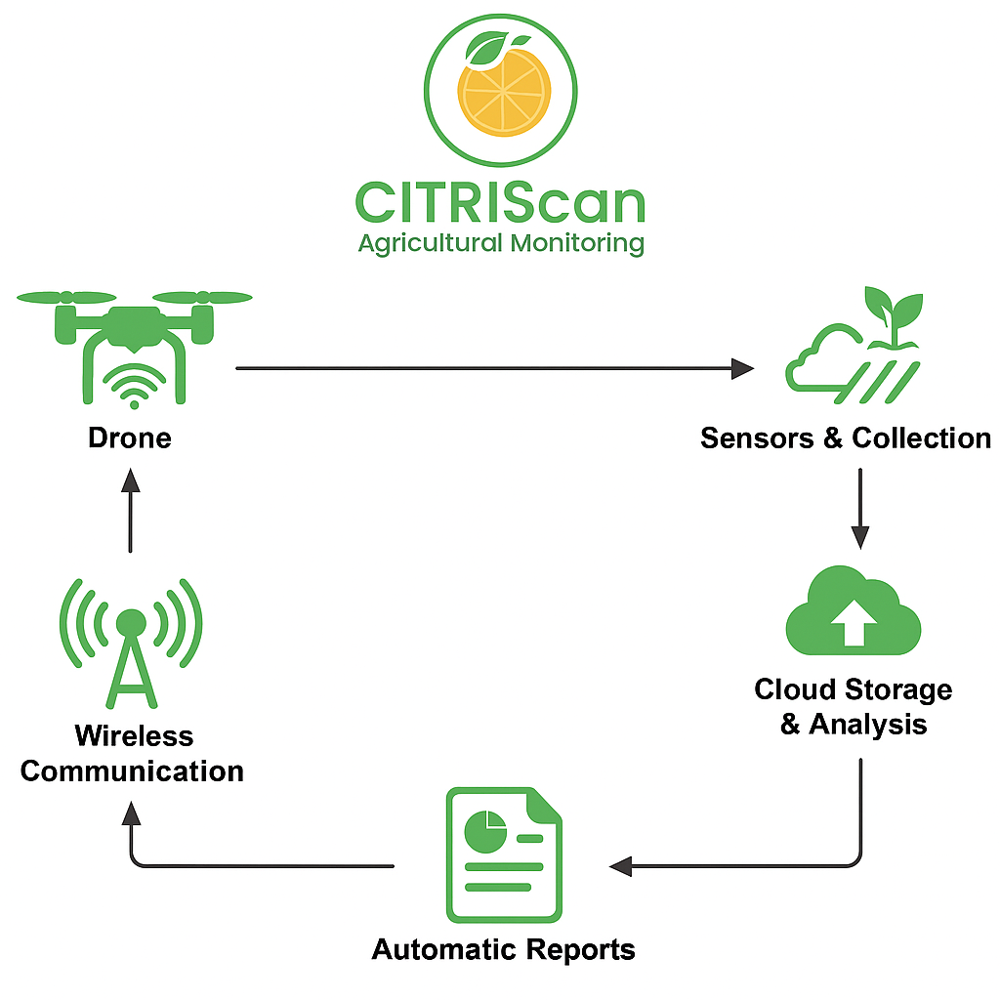 CITRIScan
Agricultural Monitoring
Drone
Sensors & Collection
Cloud Storage
& Analysis
Wireless
Communication
Automatic Reports